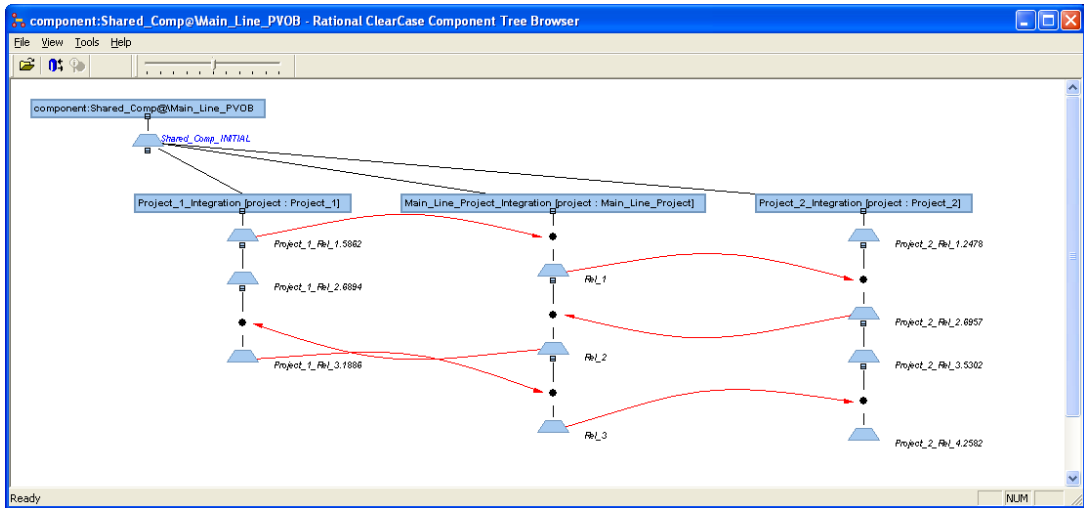 component:Shared_Comp@\Main_Line_PVOB - Rational ClearCase Component Tree Browser
File View Tools Help
component:Shared_Comp@\Main_Line_PVOB
Shared_Comp_INITIAL
Project_1_Integration [project : Project_1]
Main_Line_Project_Integration [project : Main_Line_Project]
Project_2_Integration [project : Project_2]
Project_1_Rel_1.5862
Project_2_Rel_1.2478
Rel_1
Project_1_Rel_2.6894
Project_2_Rel_2.6957
Rel_2
Project_1_Rel_3.1886
Project_2_Rel_3.5302
Rel_3
Project_2_Rel_4.2582
Ready
NUM